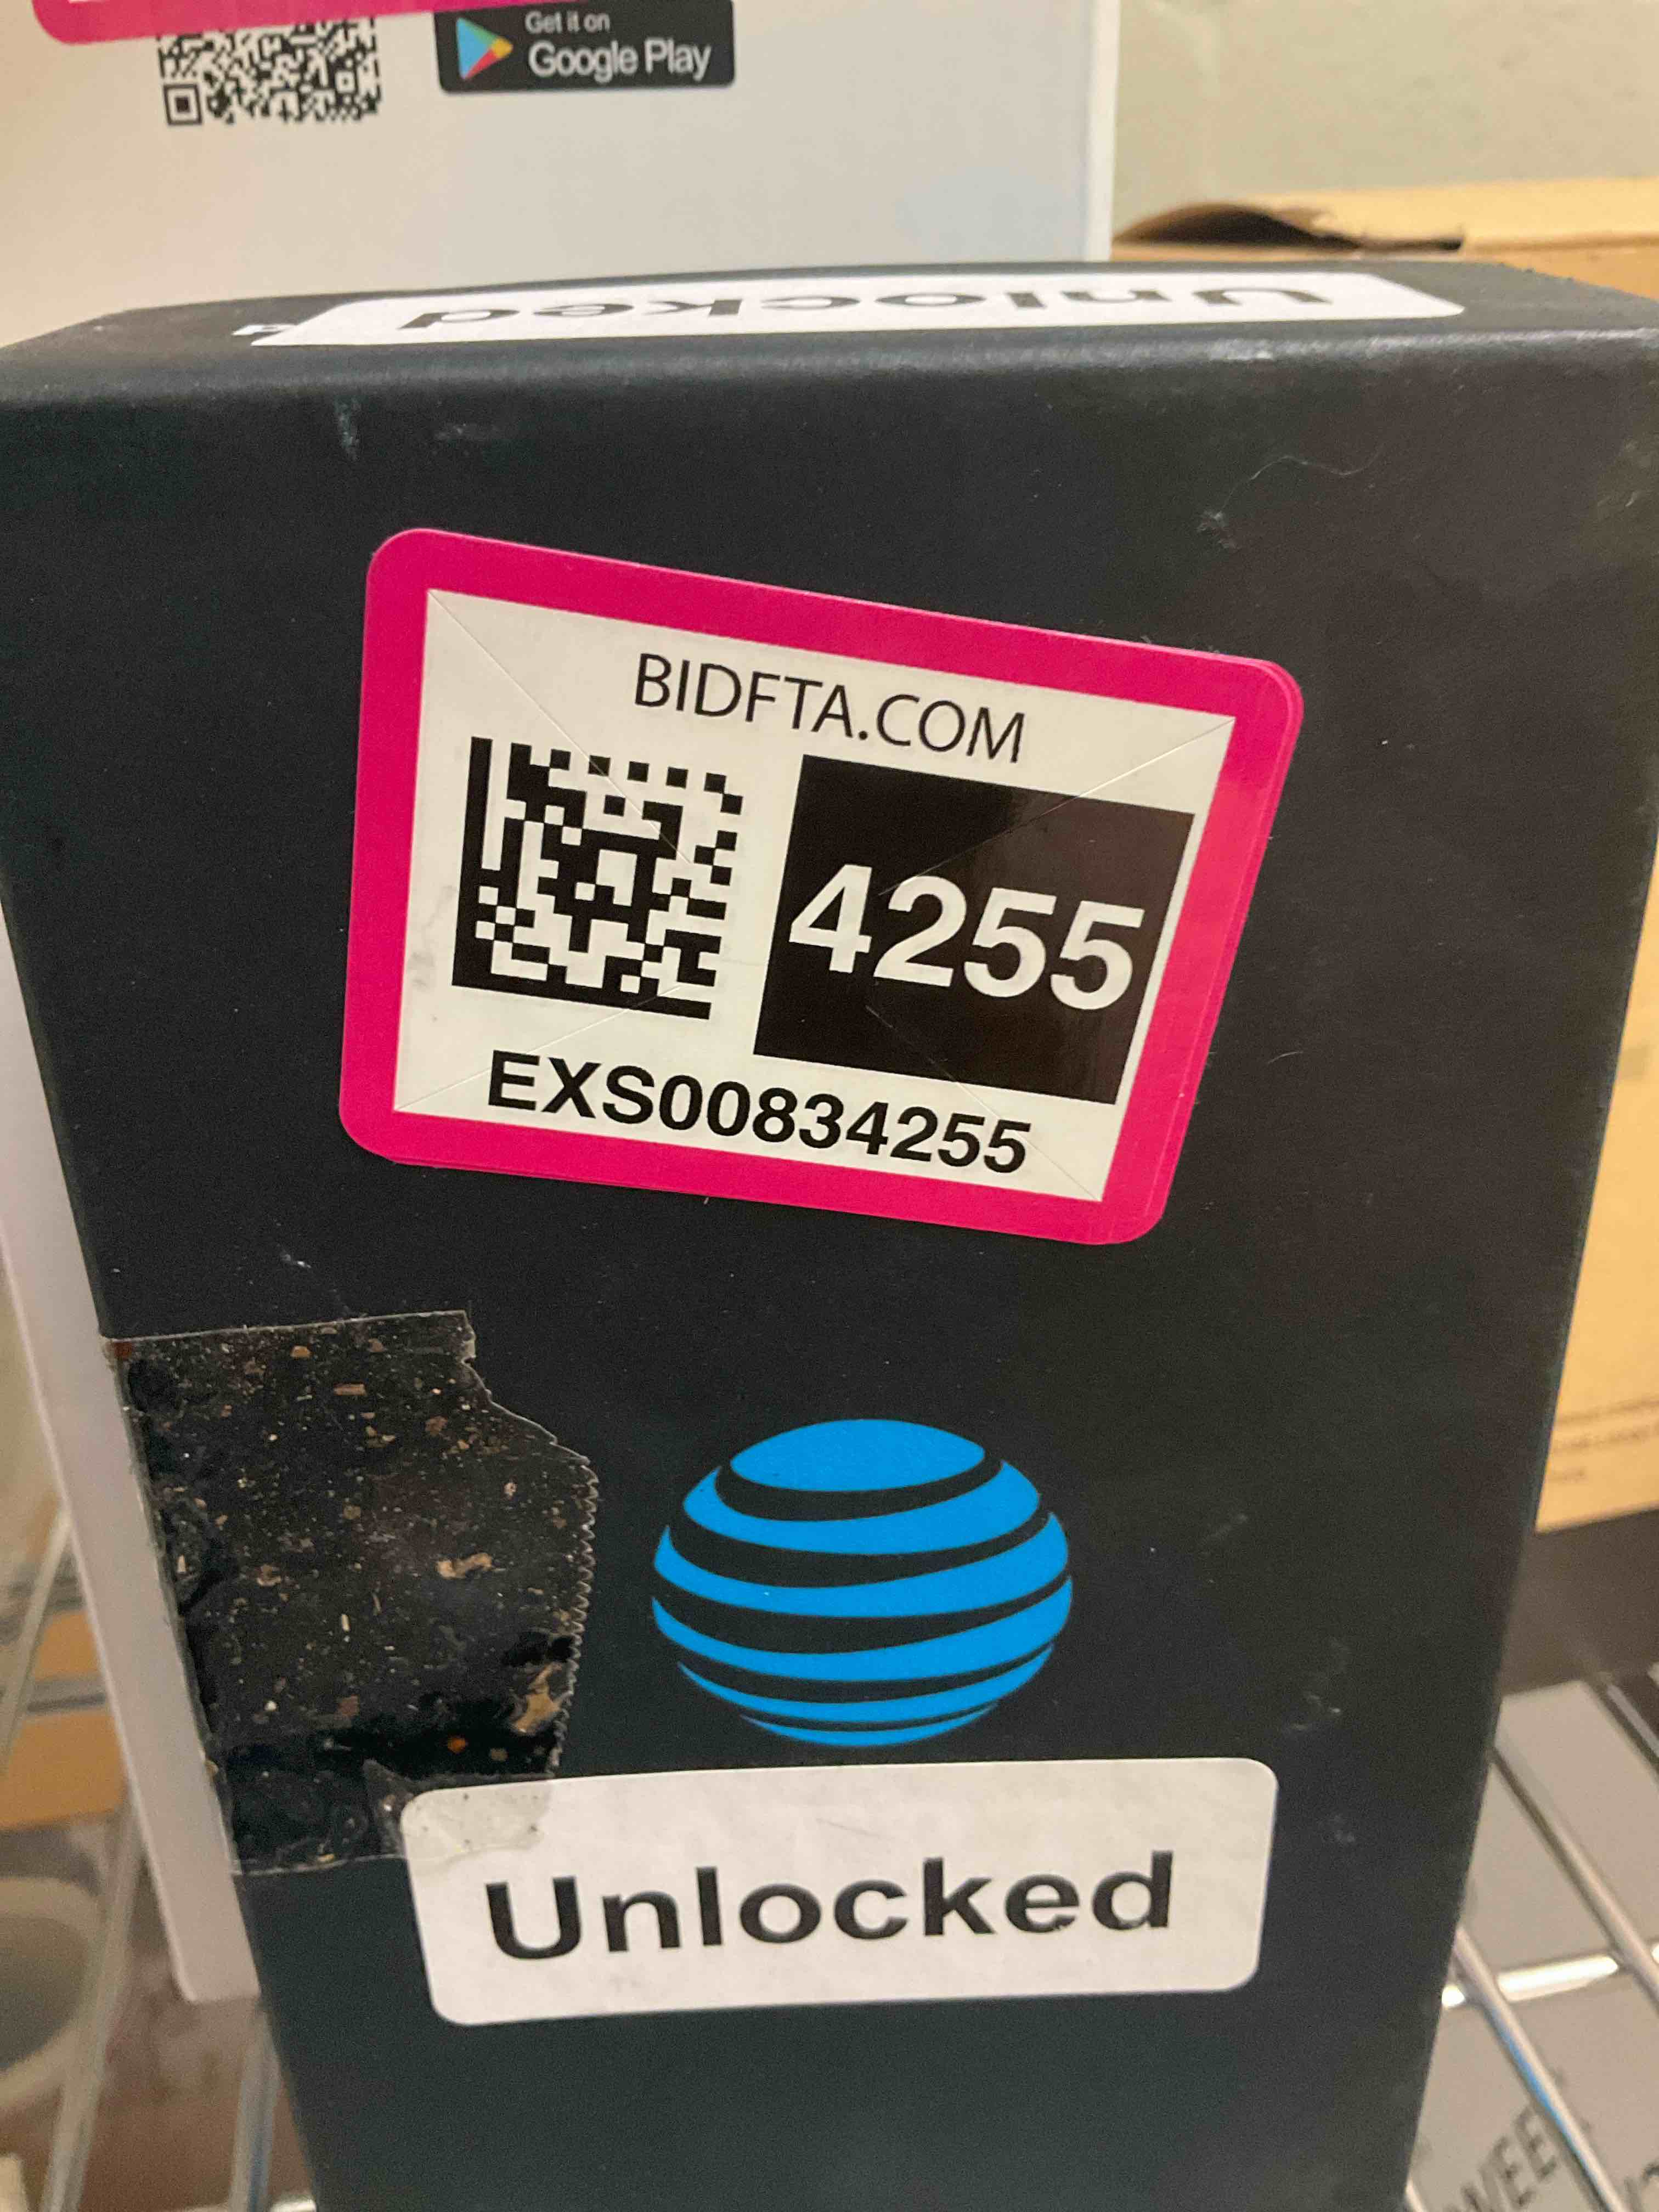 Get it on
Google Play
Unlocked
BIDFTA.COM
4255
EXS00834255
Unlocked